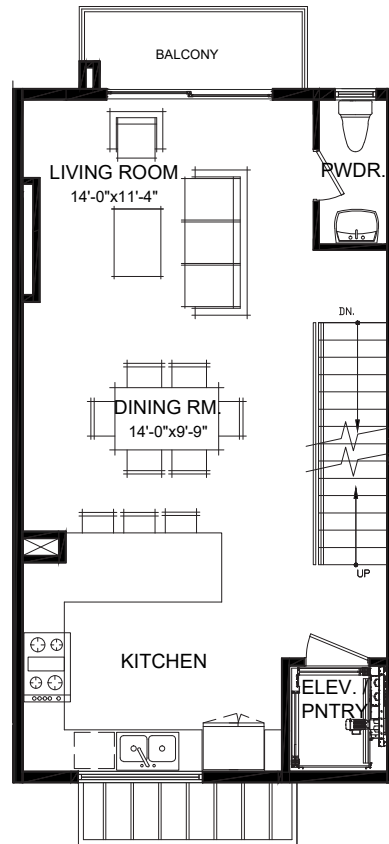 BALCONY
LIVING ROOM
14'-0"x11'-4"
PWDR.
DN.
DINING RM.
14'-0"x9'-9"
UP
KITCHEN
ELEV. /
PNTRY